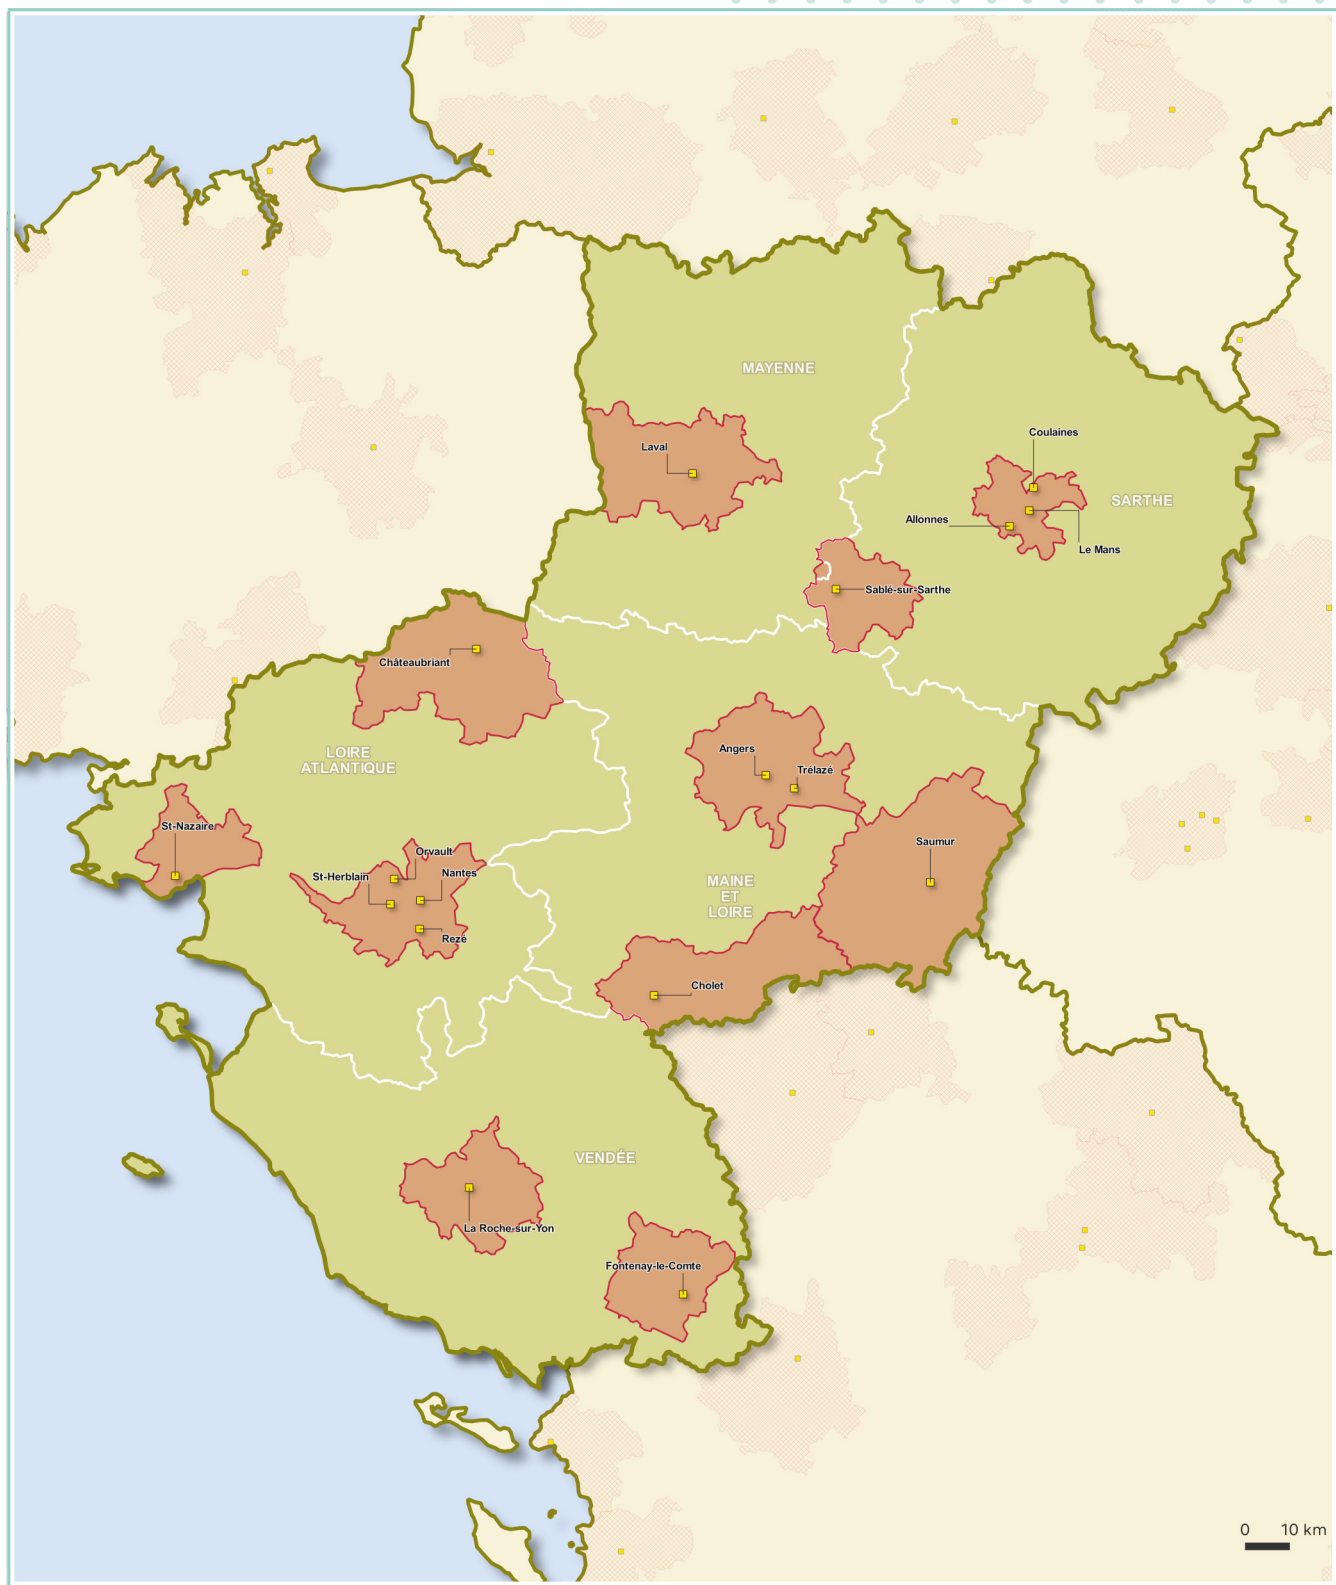 MAYENNE
Coulaines
Laval
SARTHE
Allonnes
Le Mans
Sablé-sur-Sarthe
Châteaubriant
LOIRE
ATLANTIQUE
Angers
Trélazé
St-Nazaire
Saumur
Orvault
St-Herblain
Nantes
MAINE
ET
LOIRE
Rezé
Cholet
VENDÉE
La Roche-sur-Yon
Fontenay-le-Comte
0 10 km